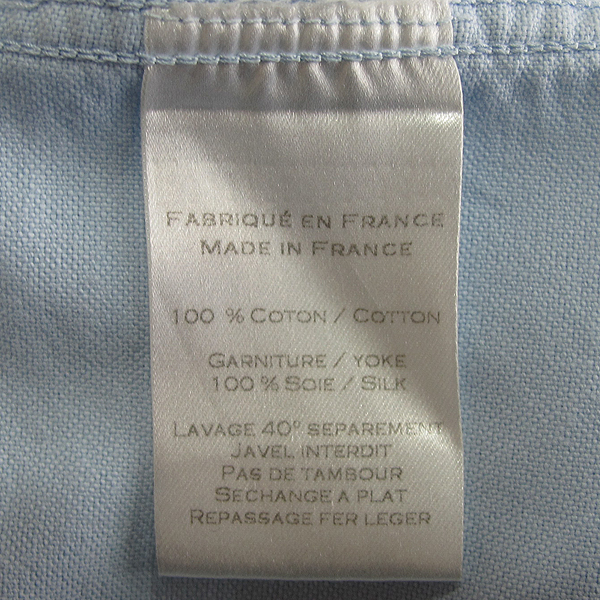 FABRIQUÉ EN FRANCE
MADE IN FRANCE
100 % COTON / COTTON
GARNITURE / YOKE
100 % SOIE / SILK
LAVAGE 40° SEPAREMENT
JAVEL INTERDIT
PAS DE TAMBOUR
SECHANGE A PLAT
REPASSAGE FER LEGER